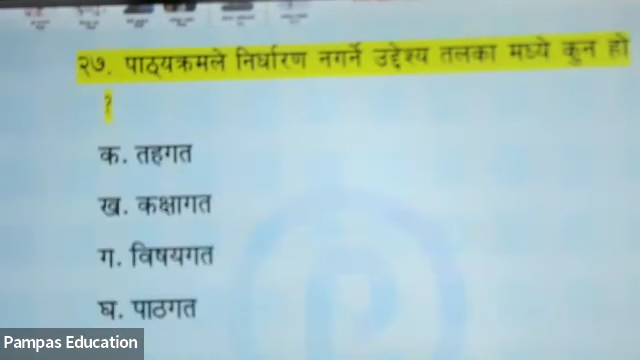 २७. पाठ्यक्रमले निर्धारण नगर्ने उद्देश्य तलका मध्ये कुन हो
?
क. तहगत
ख. कक्षागत
ग. विषयगत
घ. पाठगत
Pampas Education